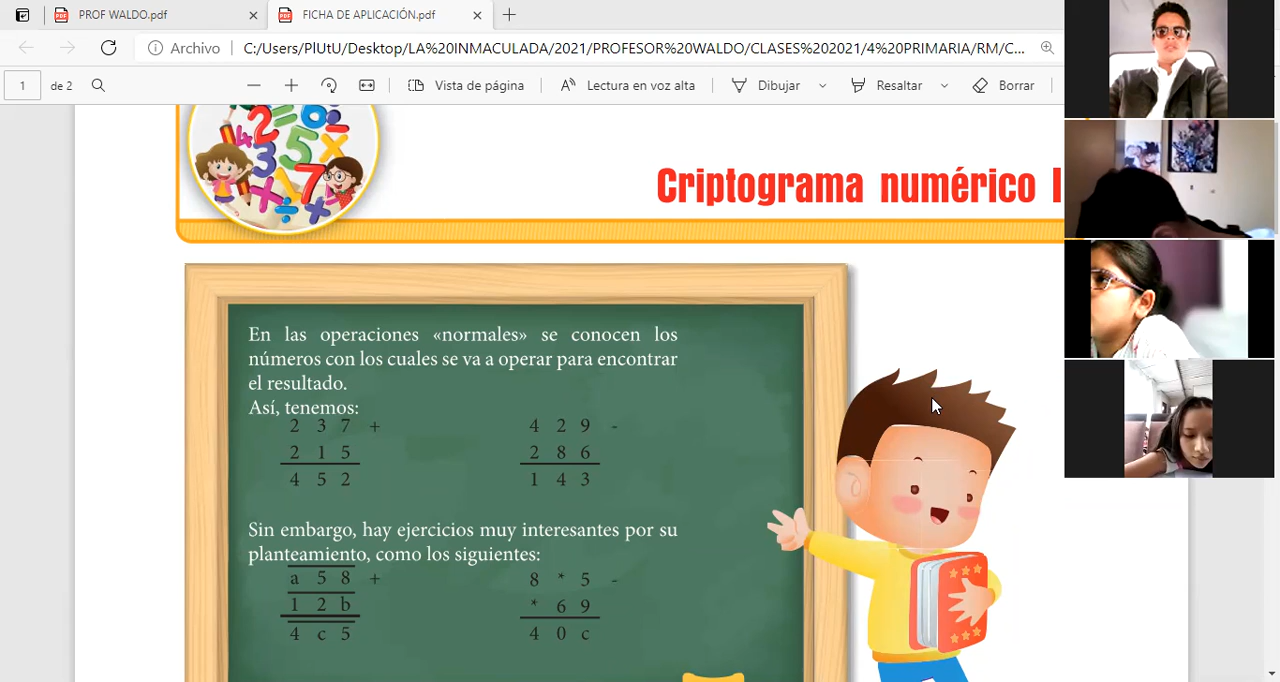 PROF WALDO.pdf
FICHA DE APLICACIÓN.pdf
Archivo C:/Users/PlUtU/Desktop/LA%20INMACULADA/2021/PROFESOR%20WALDO/CLASES%202021/4%20PRIMARIA/RM/C...
1 de 2 Vista de página Lectura en voz alta Dibujar Resaltar Borrar
Criptograma numérico I
En las operaciones «normales» se conocen los
números con los cuales se va a operar para encontrar
el resultado.
Así, tenemos:
2 3 7 + 4 2 9 -
2 1 5 2 8 6
4 5 2 1 4 3
Sin embargo, hay ejercicios muy interesantes por su
planteamiento, como los siguientes:
a 5 8 + 8 * 5 -
1 2 b * 6 9
4 c 5 4 0 c